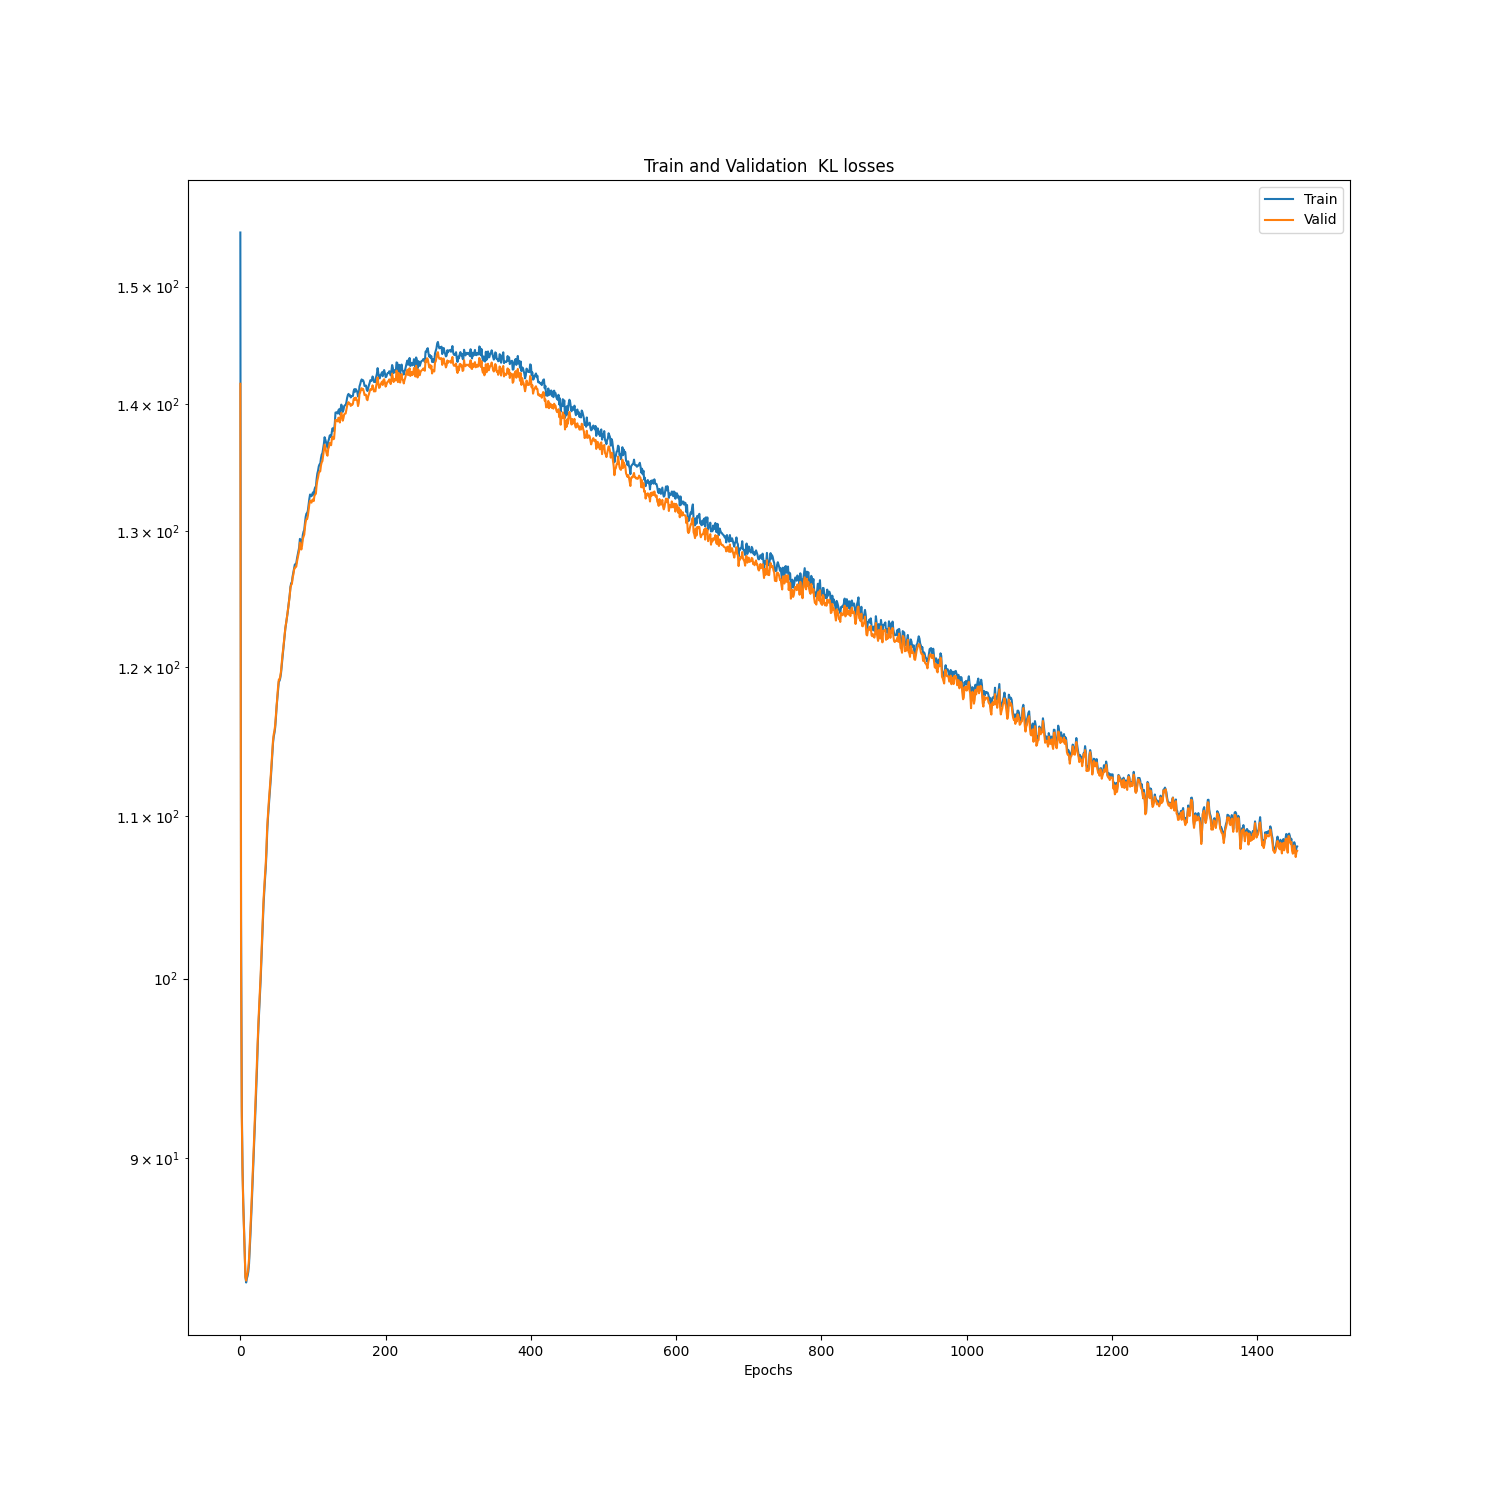 Train and Validation  KL losses
Train
Valid
1.5 × 10²
1.4 × 10²
1.3 × 10²
1.2 × 10²
1.1 × 10²
10²
9 × 10¹
0 200 400 600 800 1000 1200 1400
Epochs